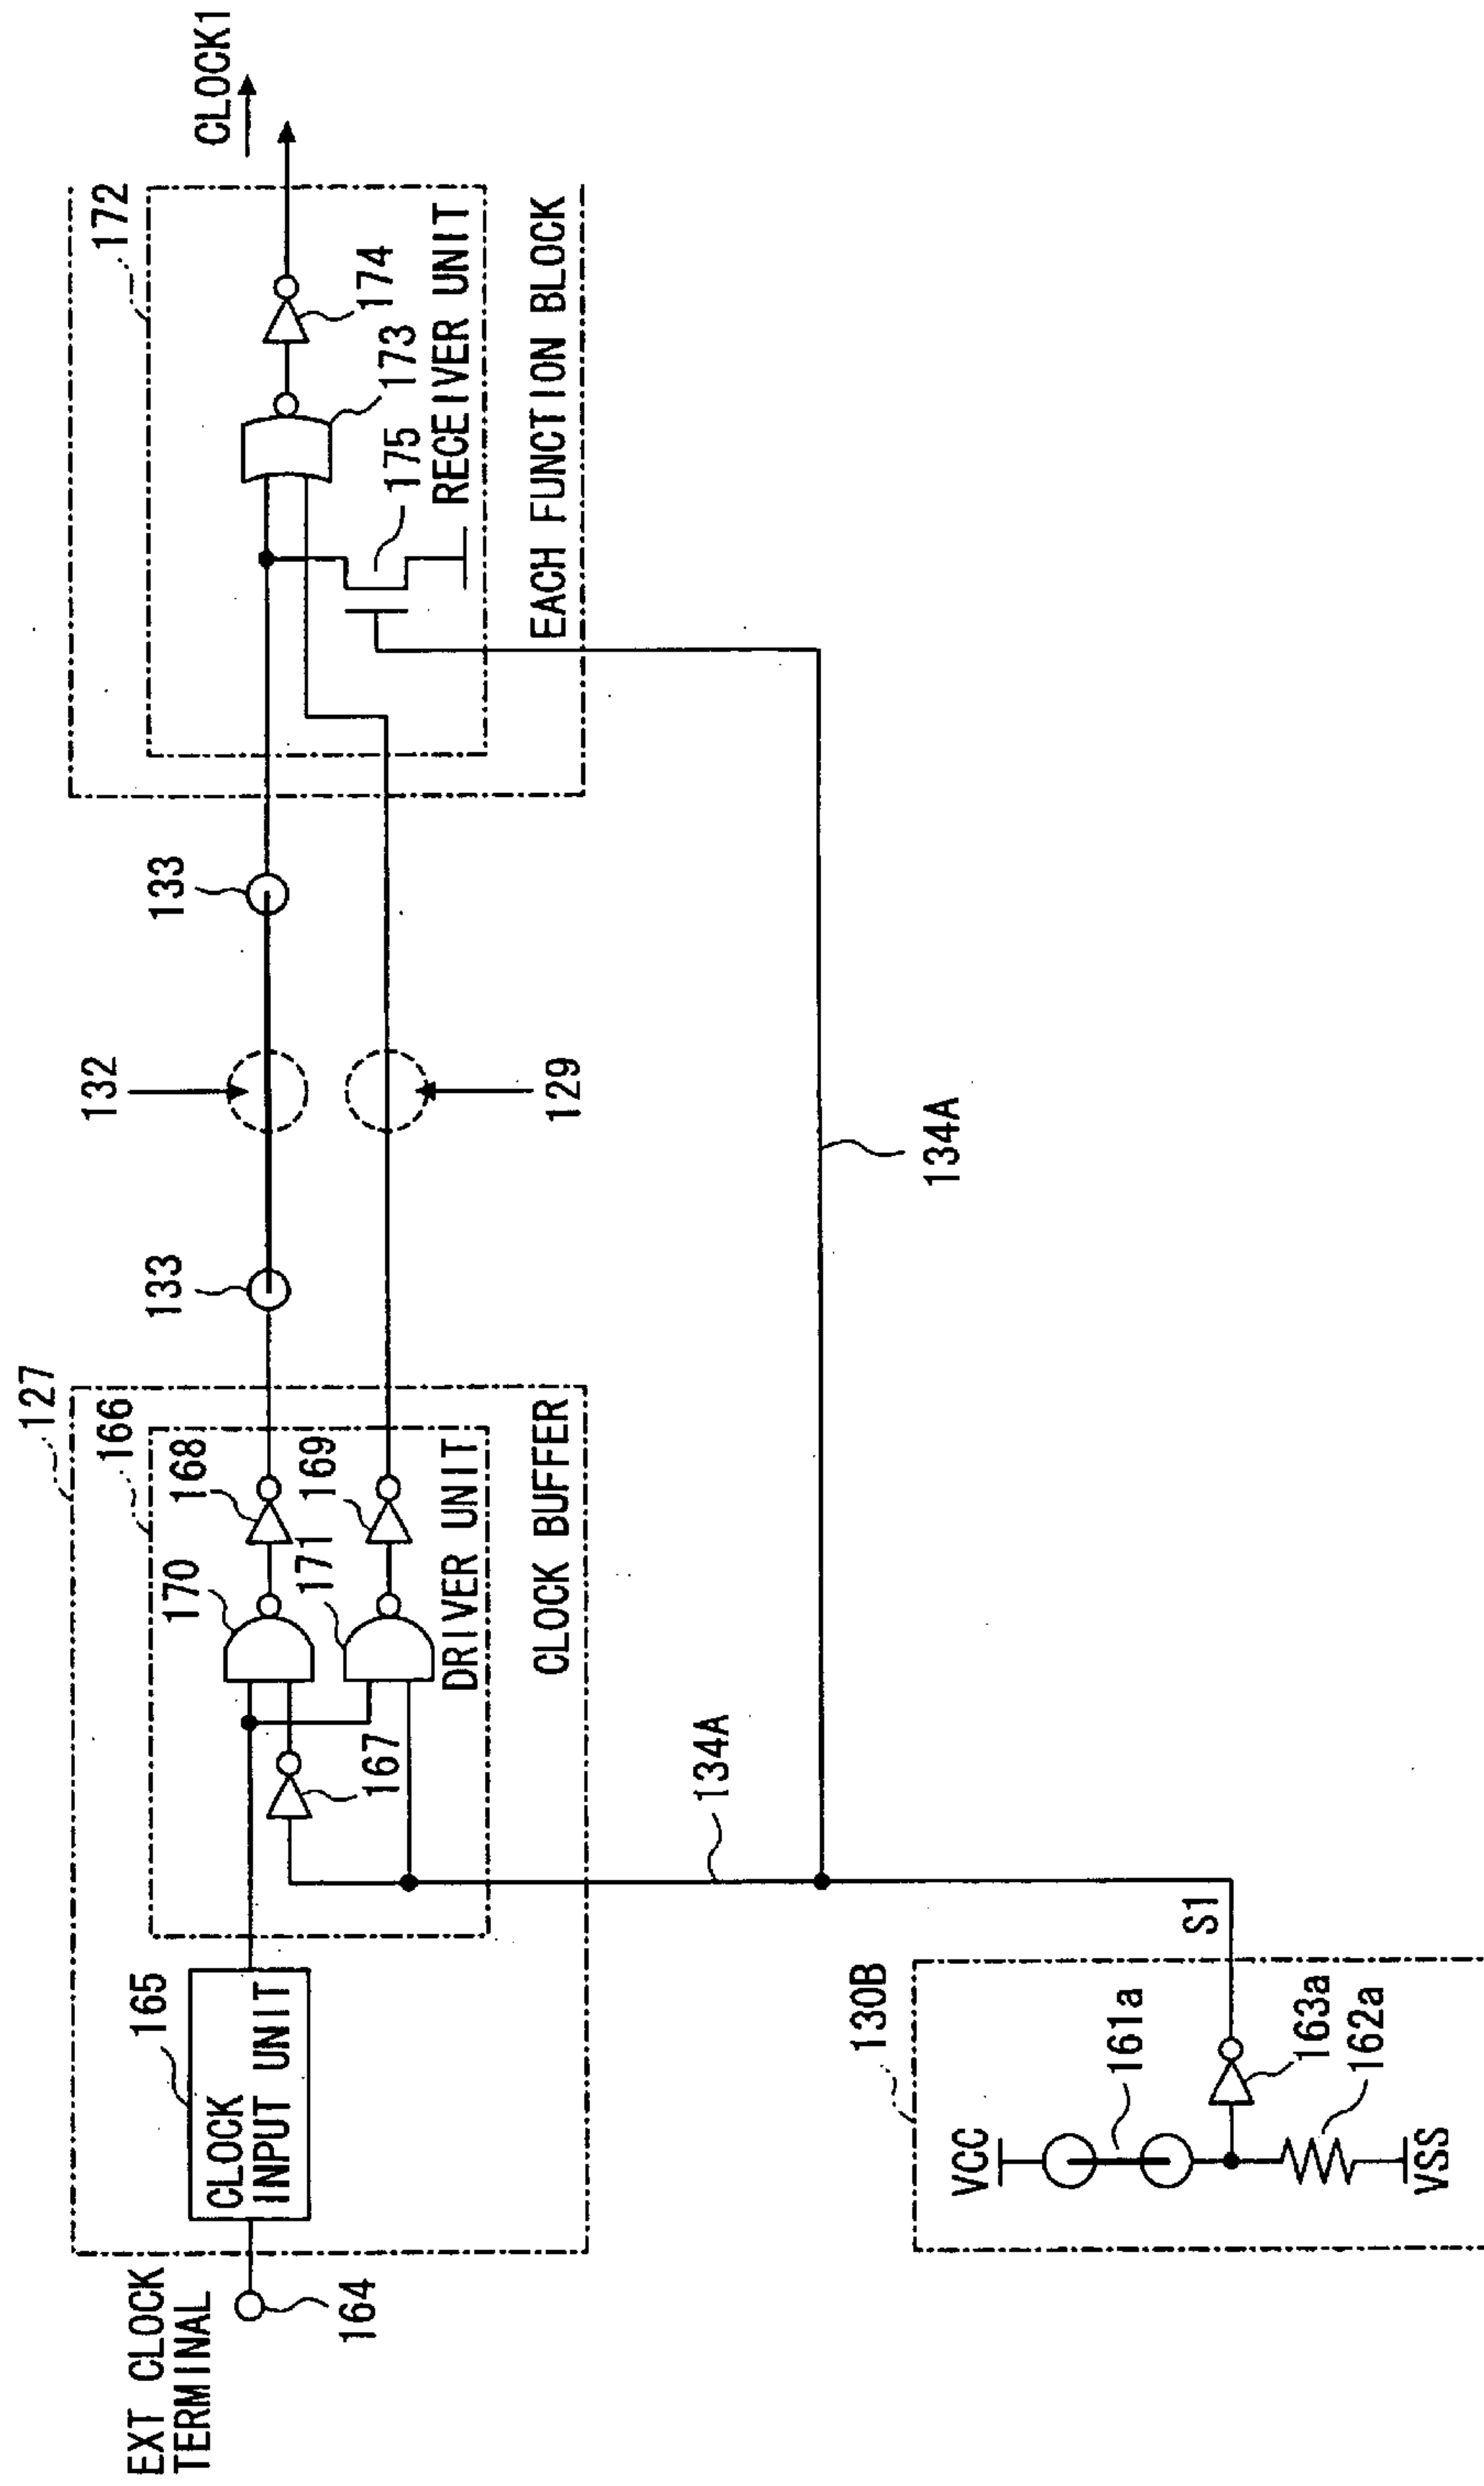 EXT CLOCK
TERMINAL
164
165
CLOCK
INPUT UNIT
127
166
167
170
171
168
169
DRIVER UNIT
CLOCK BUFFER
133
132
133
129
134A
134A
172
175
173
174
RECEIVER UNIT
EACH FUNCTION BLOCK
CLOCK1
130B
VCC
161a
163a
162a
VSS
S1